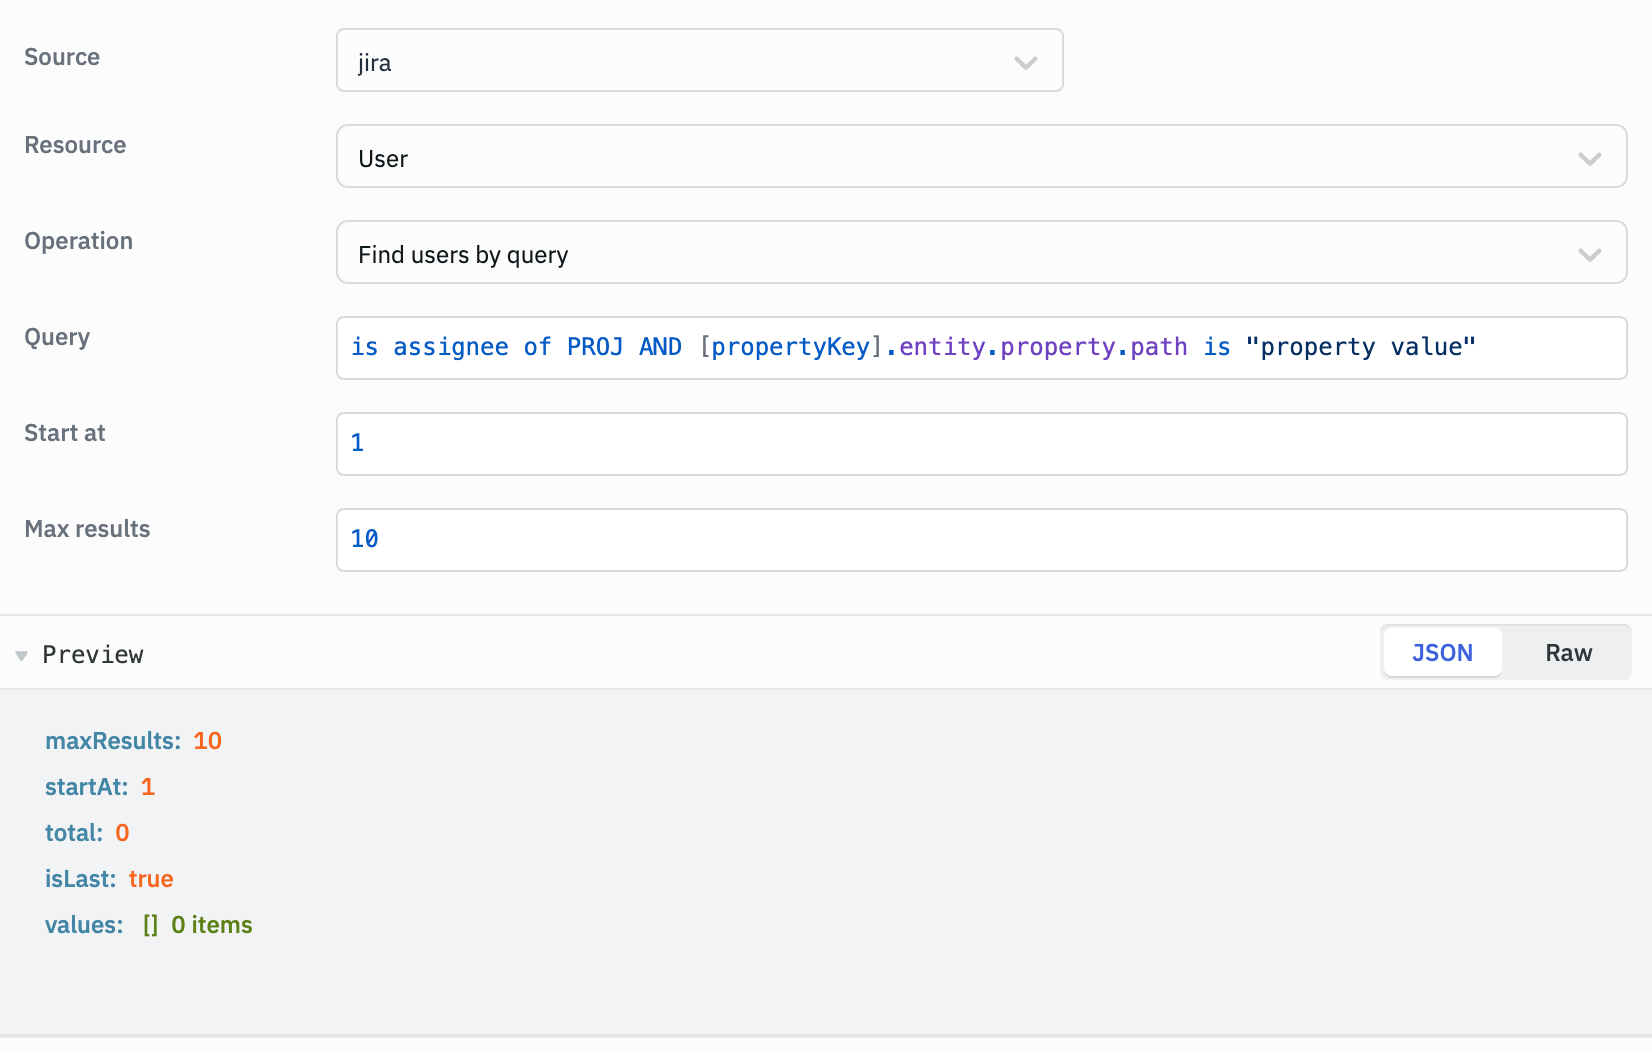 Source
jira
Resource
User
Operation
Find users by query
Query
is assignee of PROJ AND [propertyKey].entity.property.path is "property value"
Start at
1
Max results
10
Preview
JSON
Raw
maxResults: 10
startAt: 1
total: 0
isLast: true
values: [] 0 items